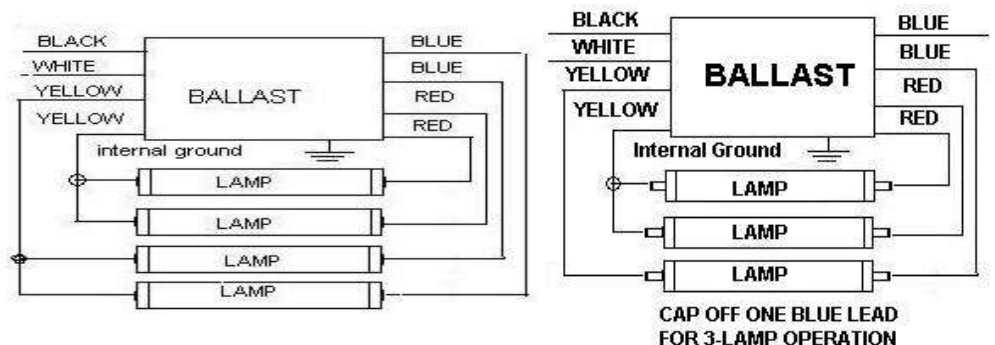 BLACK
WHITE
YELLOW
YELLOW
BALLAST
BLUE
BLUE
RED
RED
internal ground
LAMP
LAMP
LAMP
LAMP
BLACK
WHITE
YELLOW
YELLOW
BALLAST
BLUE
BLUE
RED
RED
Internal Ground
LAMP
LAMP
LAMP
CAP OFF ONE BLUE LEAD
FOR 3-LAMP OPERATION